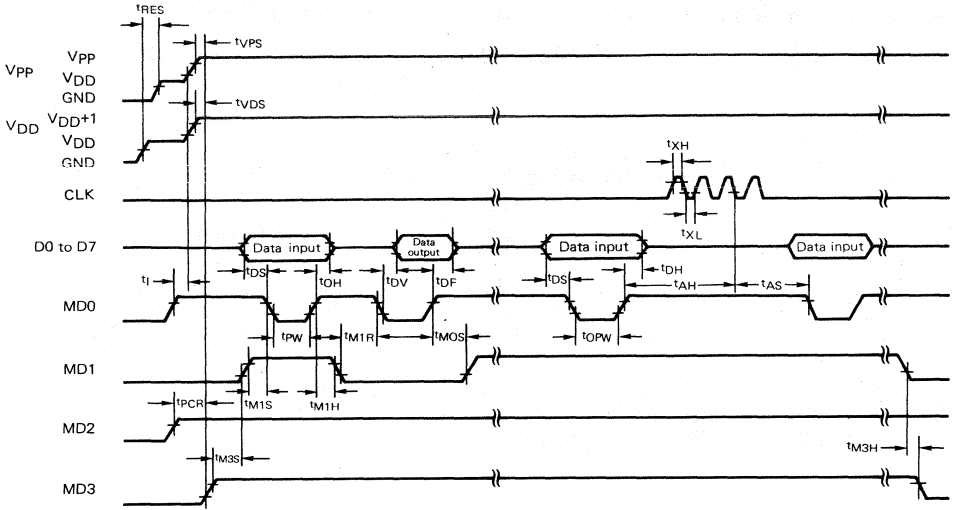 tRES
tVPS
VPP
VPP
VDD
GND
tVDS
VDD
VDD+1
VDD
GND
tXH
CLK
tXL
D0 to D7
Data input
Data output
Data input
Data input
tDS
tOH
tDV
tDF
tDS
tDH
tI
tAH
tAS
MD0
tPW
tM1R
tMOS
tOPW
MD1
tM1S
tM1H
tPCR
MD2
tM3S
tM3H
MD3